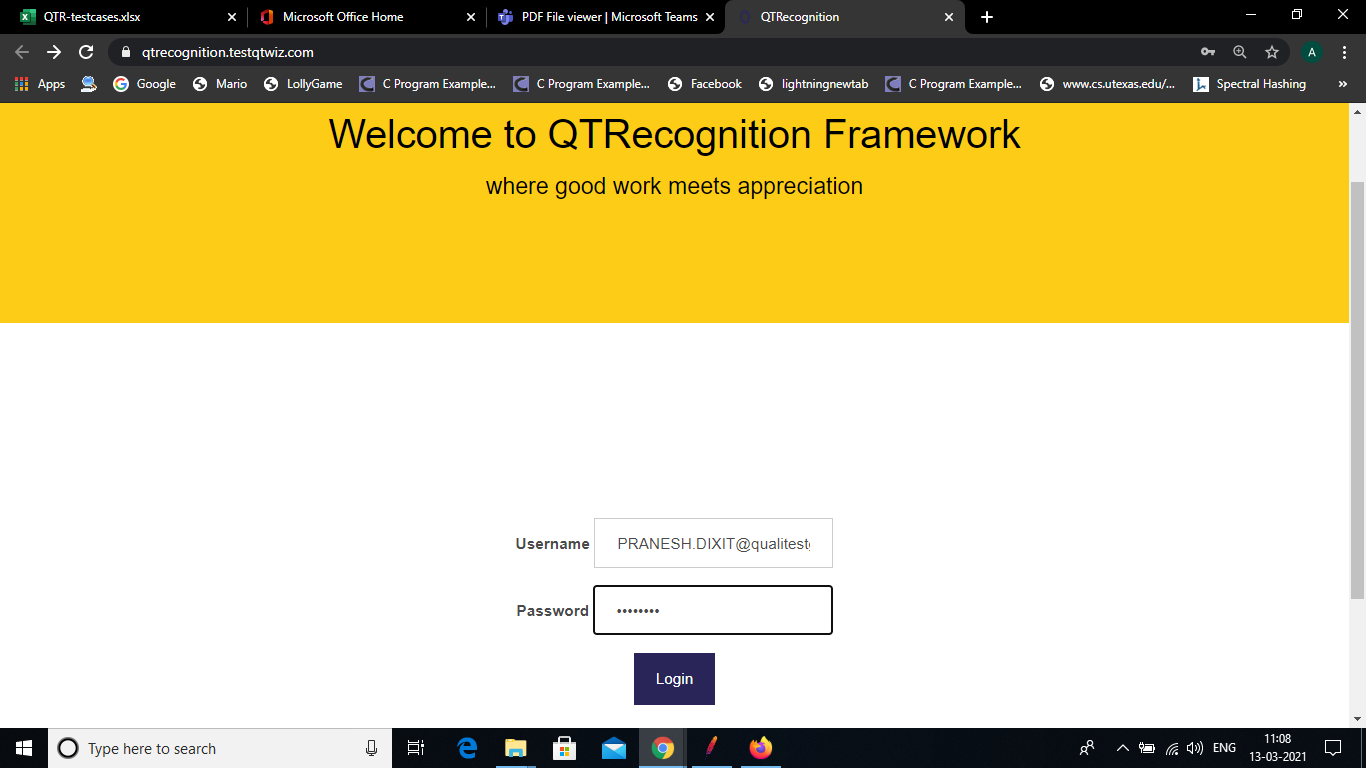 QTR-testcases.xlsx
Microsoft Office Home
PDF File viewer | Microsoft Teams
QTRecognition
qtrecognition.testqtwiz.com
A
Apps
Google
Mario
LollyGame
C Program Example...
C Program Example...
Facebook
lightningnewtab
C Program Example...
www.cs.utexas.edu/...
Spectral Hashing
»
Welcome to QTRecognition Framework
where good work meets appreciation
Username PRANESH.DIXIT@qualitest
Password ••••••••
Login
Type here to search
ENG
11:08
13-03-2021